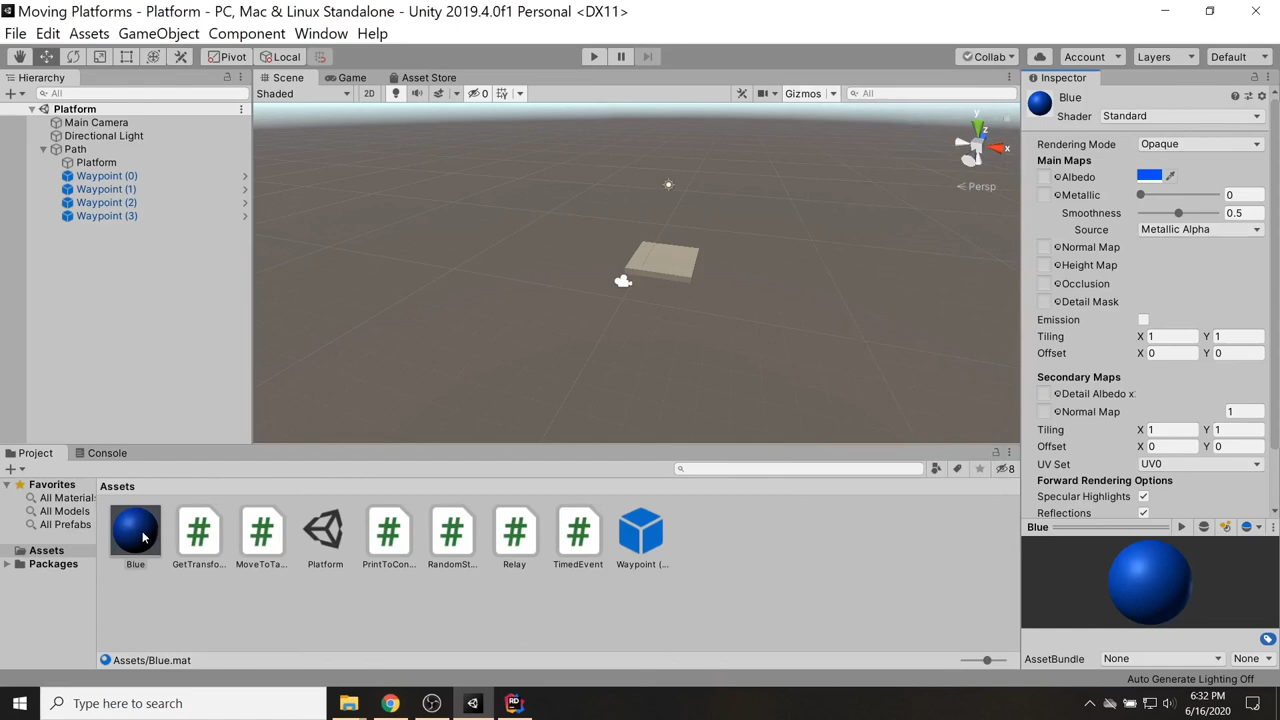 Moving Platforms - Platform - PC, Mac & Linux Standalone - Unity 2019.4.0f1 Personal <DX11>
File Edit Assets GameObject Component Window Help
Pivot Local Collab Account Layers Default
Hierarchy Scene Game Asset Store Inspector
All Shaded 2D 0 Gizmos All
Platform
Main Camera
Directional Light
Path
Platform
Waypoint (0)
Waypoint (1)
Waypoint (2)
Waypoint (3)
y
z
x
Persp
Blue
Shader Standard
Rendering Mode Opaque
Main Maps
Albedo
Metallic 0
Smoothness 0.5
Source Metallic Alpha
Normal Map
Height Map
Occlusion
Detail Mask
Emission
Tiling X 1 Y 1
Offset X 0 Y 0
Secondary Maps
Detail Albedo x
Normal Map 1
Tiling X 1 Y 1
Offset X 0 Y 0
UV Set UV0
Forward Rendering Options
Specular Highlights
Reflections
Blue
AssetBundle None None
Auto Generate Lighting Off
Project Console
8
Favorites
All Materials
All Models
All Prefabs
Assets
Packages
Assets
Blue GetTransfo... MoveToTa... Platform PrintToCon... RandomSt... Relay TimedEvent Waypoint (...
Assets/Blue.mat
Type here to search
RD
6:32 PM
6/16/2020